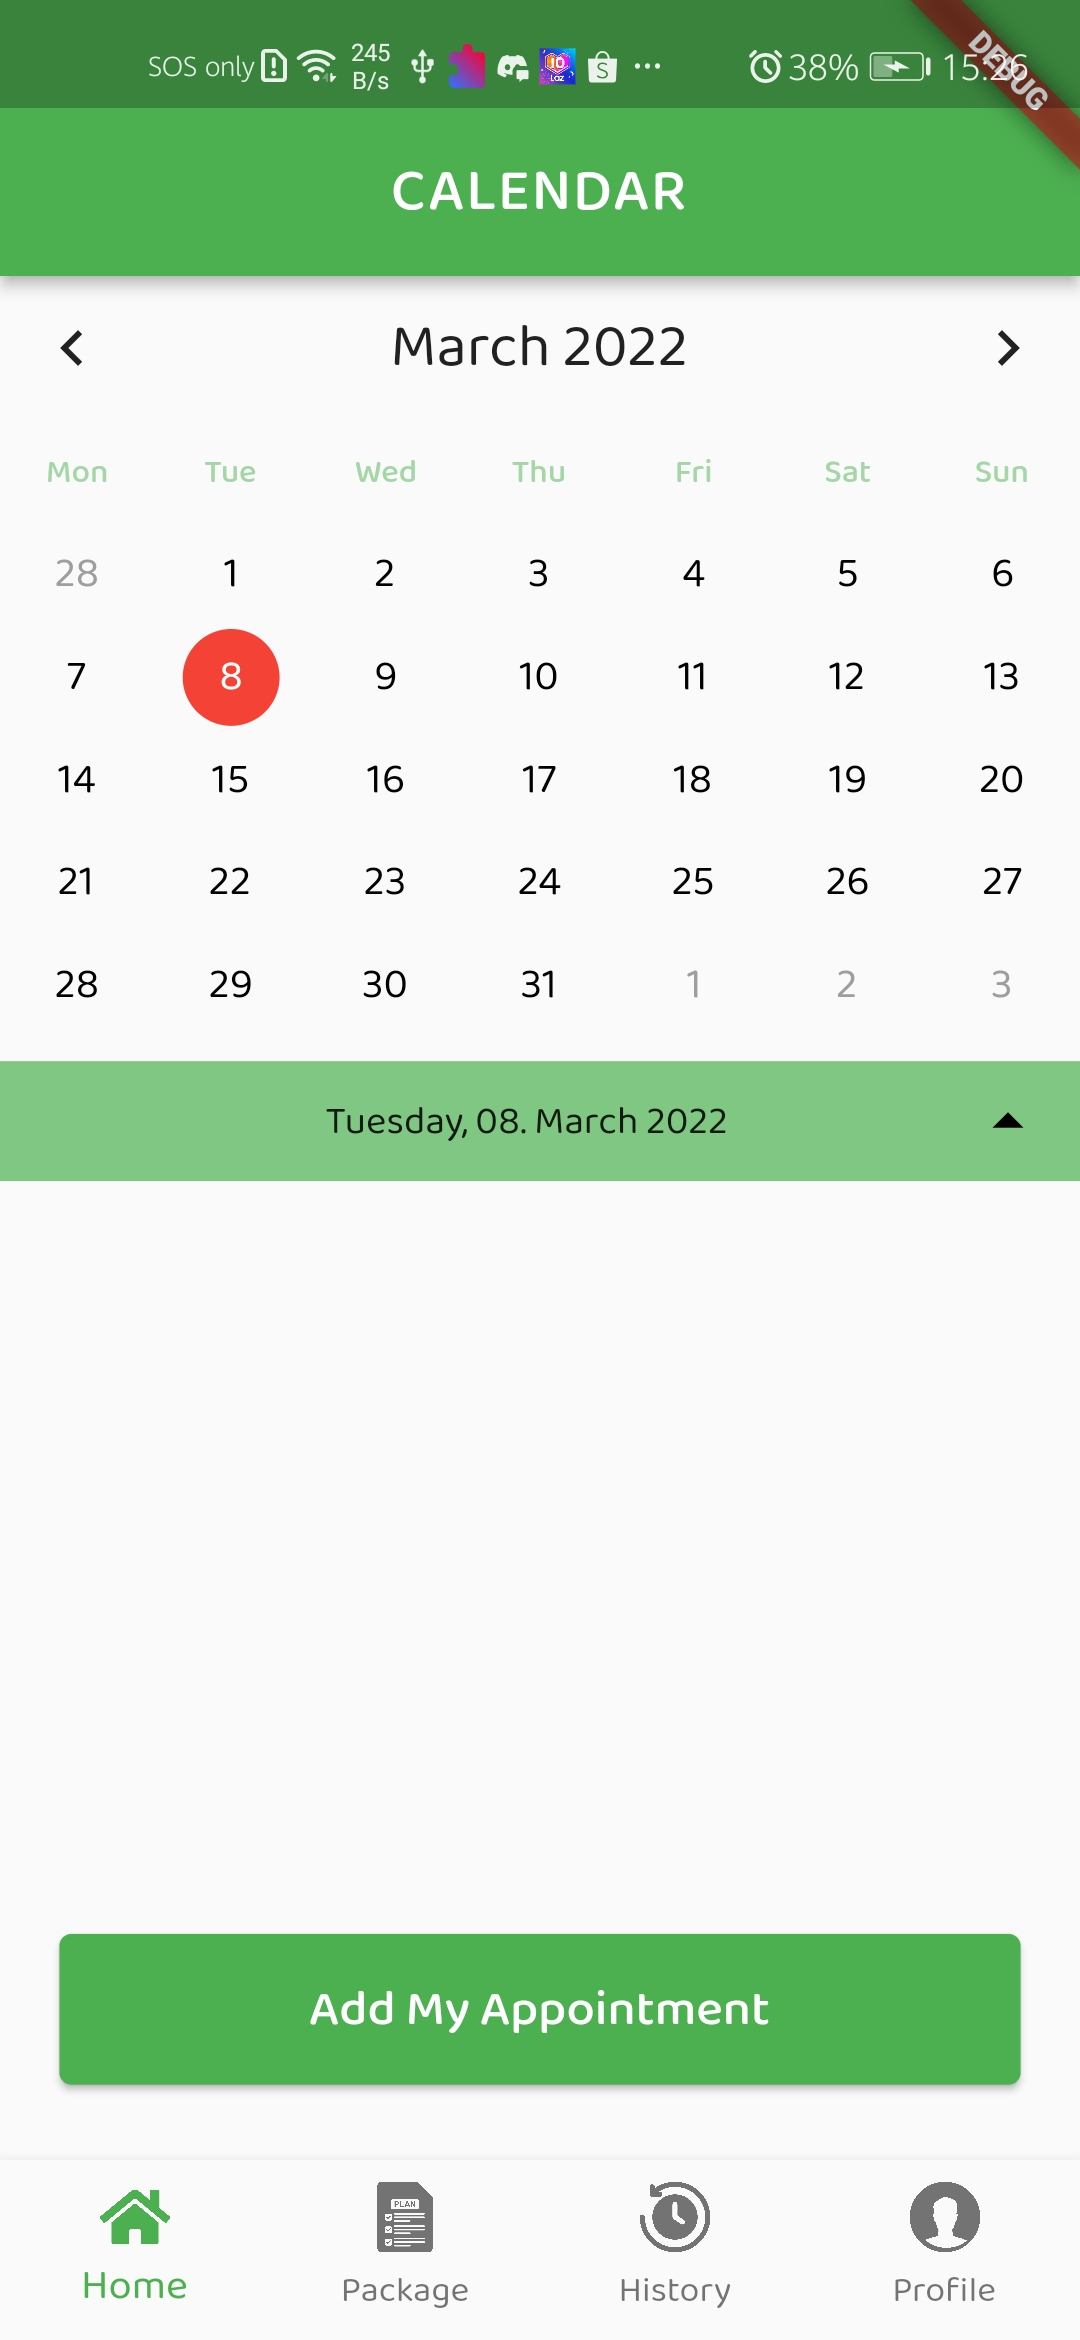 SOS only 245 B/s 38% 15:26
DEBUG
CALENDAR
March 2022
Mon Tue Wed Thu Fri Sat Sun
28 1 2 3 4 5 6
7 8 9 10 11 12 13
14 15 16 17 18 19 20
21 22 23 24 25 26 27
28 29 30 31 1 2 3
Tuesday, 08. March 2022
Add My Appointment
PLAN
Home Package History Profile